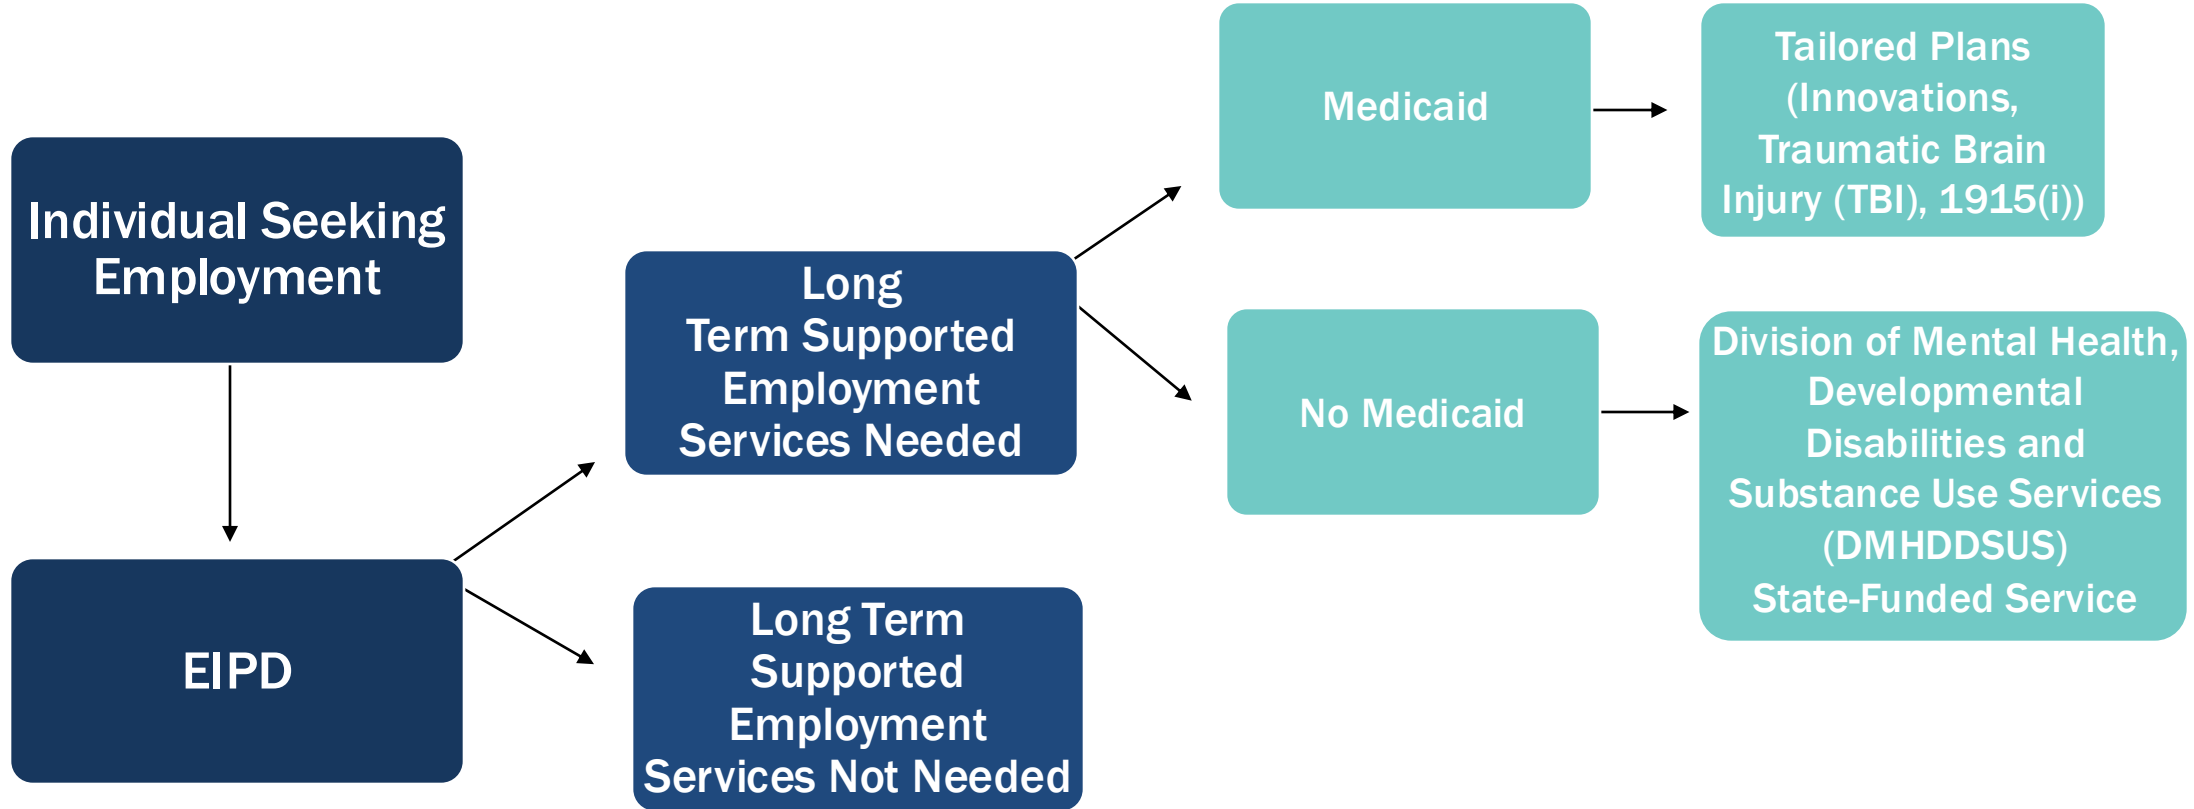 Individual Seeking
Employment
EIPD
Long
Term Supported
Employment
Services Needed
Long Term
Supported
Employment
Services Not Needed
Medicaid
No Medicaid
Tailored Plans
(Innovations,
Traumatic Brain
Injury (TBI), 1915(i))
Division of Mental Health,
Developmental
Disabilities and
Substance Use Services
(DMHDDSUS)
State-Funded Service